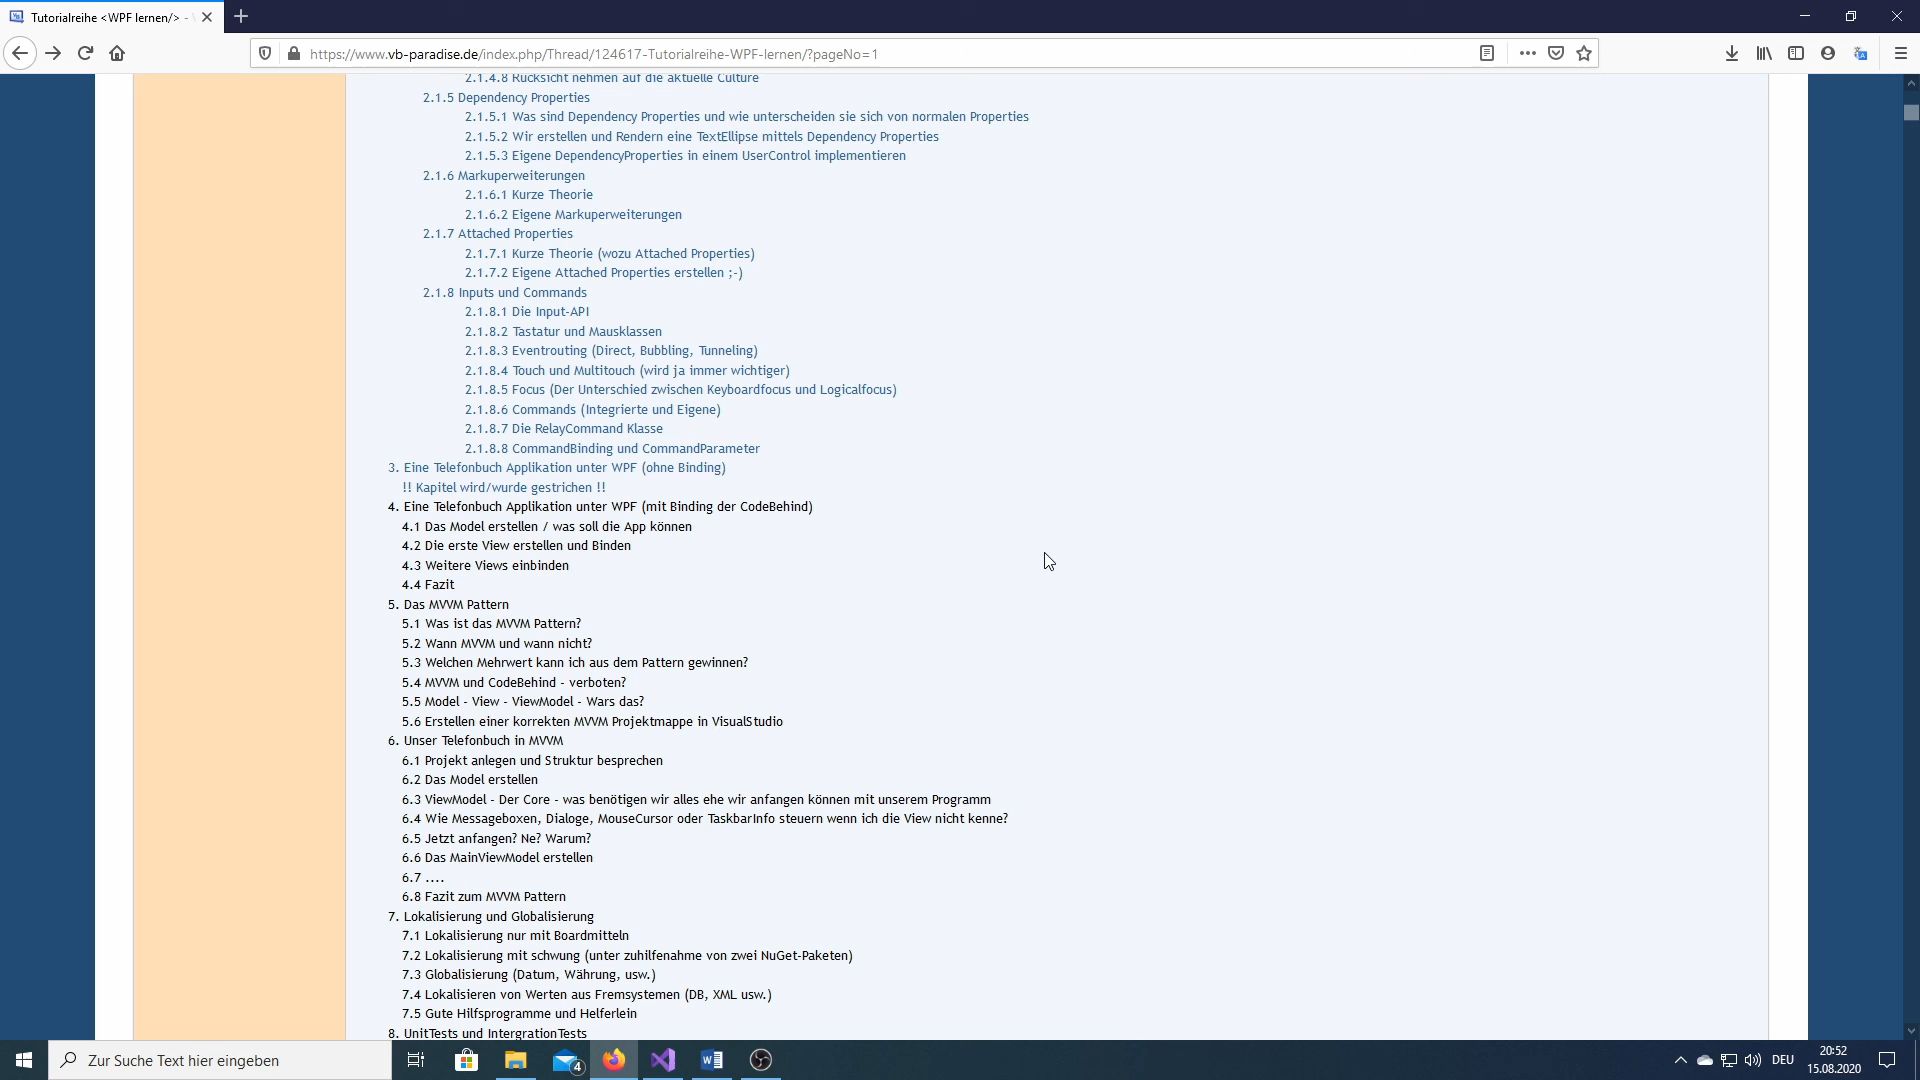 Tutorialreihe <WPF lernen/> -
https://www.vb-paradise.de/index.php/Thread/124617-Tutorialreihe-WPF-lernen/?pageNo=1
2.1.4.8 Rücksicht nehmen auf die aktuelle Culture
2.1.5 Dependency Properties
2.1.5.1 Was sind Dependency Properties und wie unterscheiden sie sich von normalen Properties
2.1.5.2 Wir erstellen und Rendern eine TextEllipse mittels Dependency Properties
2.1.5.3 Eigene DependencyProperties in einem UserControl implementieren
2.1.6 Markuperweiterungen
2.1.6.1 Kurze Theorie
2.1.6.2 Eigene Markuperweiterungen
2.1.7 Attached Properties
2.1.7.1 Kurze Theorie (wozu Attached Properties)
2.1.7.2 Eigene Attached Properties erstellen ;-)
2.1.8 Inputs und Commands
2.1.8.1 Die Input-API
2.1.8.2 Tastatur und Mausklassen
2.1.8.3 Eventrouting (Direct, Bubbling, Tunneling)
2.1.8.4 Touch und Multitouch (wird ja immer wichtiger)
2.1.8.5 Focus (Der Unterschied zwischen Keyboardfocus und Logicalfocus)
2.1.8.6 Commands (Integrierte und Eigene)
2.1.8.7 Die RelayCommand Klasse
2.1.8.8 CommandBinding und CommandParameter
3. Eine Telefonbuch Applikation unter WPF (ohne Binding)
!! Kapitel wird/wurde gestrichen !!
4. Eine Telefonbuch Applikation unter WPF (mit Binding der CodeBehind)
4.1 Das Model erstellen / was soll die App können
4.2 Die erste View erstellen und Binden
4.3 Weitere Views einbinden
4.4 Fazit
5. Das MVVM Pattern
5.1 Was ist das MVVM Pattern?
5.2 Wann MVVM und wann nicht?
5.3 Welchen Mehrwert kann ich aus dem Pattern gewinnen?
5.4 MVVM und CodeBehind - verboten?
5.5 Model - View - ViewModel - Wars das?
5.6 Erstellen einer korrekten MVVM Projektmappe in VisualStudio
6. Unser Telefonbuch in MVVM
6.1 Projekt anlegen und Struktur besprechen
6.2 Das Model erstellen
6.3 ViewModel - Der Core - was benötigen wir alles ehe wir anfangen können mit unserem Programm
6.4 Wie Messageboxen, Dialoge, MouseCursor oder TaskbarInfo steuern wenn ich die View nicht kenne?
6.5 Jetzt anfangen? Ne? Warum?
6.6 Das MainViewModel erstellen
6.7 ....
6.8 Fazit zum MVVM Pattern
7. Lokalisierung und Globalisierung
7.1 Lokalisierung nur mit Boardmitteln
7.2 Lokalisierung mit schwung (unter zuhilfenahme von zwei NuGet-Paketen)
7.3 Globalisierung (Datum, Währung, usw.)
7.4 Lokalisieren von Werten aus Fremsystemen (DB, XML usw.)
7.5 Gute Hilfsprogramme und Helferlein
8. UnitTests und IntergrationTests
Zur Suche Text hier eingeben
4
DEU
20:52
15.08.2020